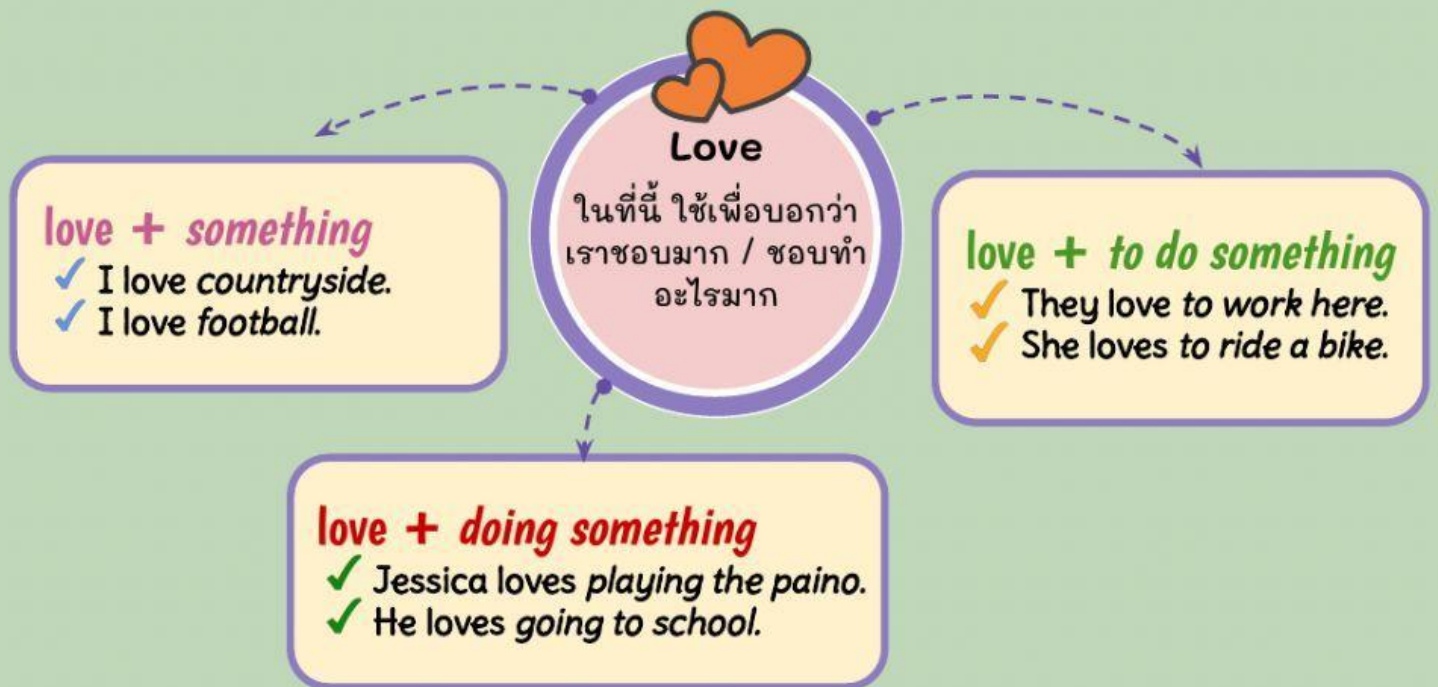 Love
ในที่นี้ ใช้เพื่อบอกว่า
เราชอบมาก / ชอบทำ
อะไรมาก
love + something
✓ I love countryside.
✓ I love football.
love + to do something
✓ They love to work here.
✓ She loves to ride a bike.
love + doing something
✓ Jessica loves playing the paino.
✓ He loves going to school.